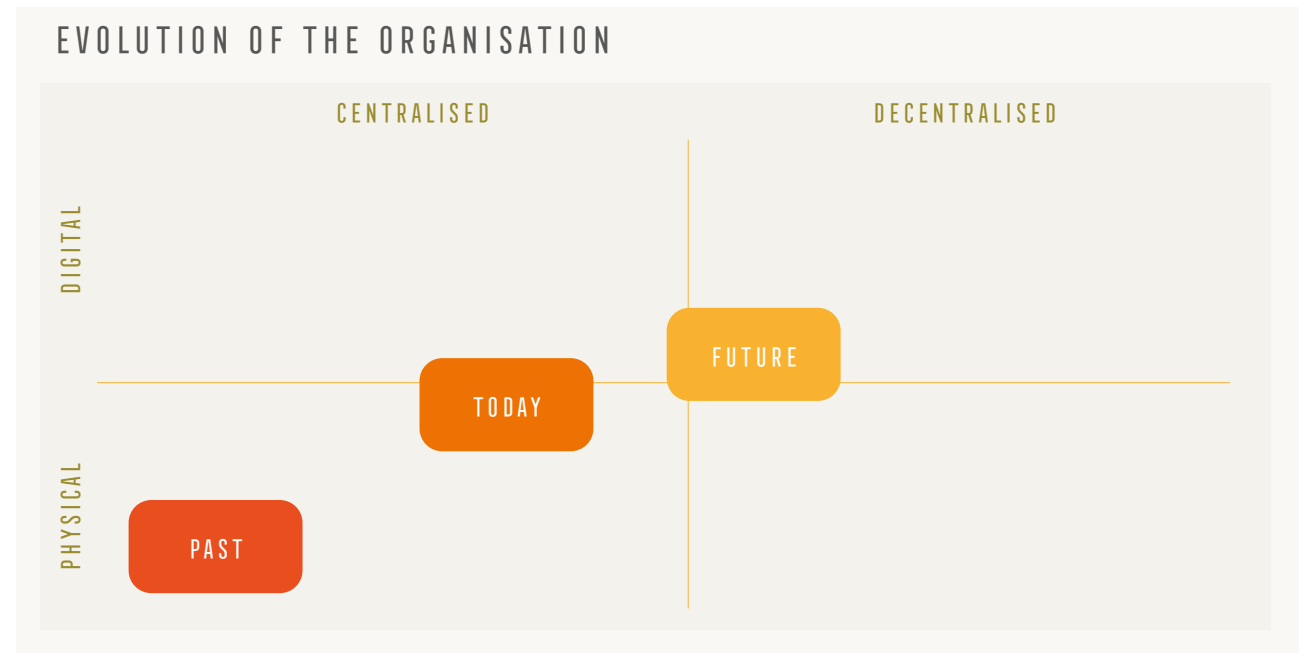 EVOLUTION OF THE ORGANISATION
CENTRALISED
DECENTRALISED
DIGITAL
FUTURE
TODAY
PHYSICAL
PAST